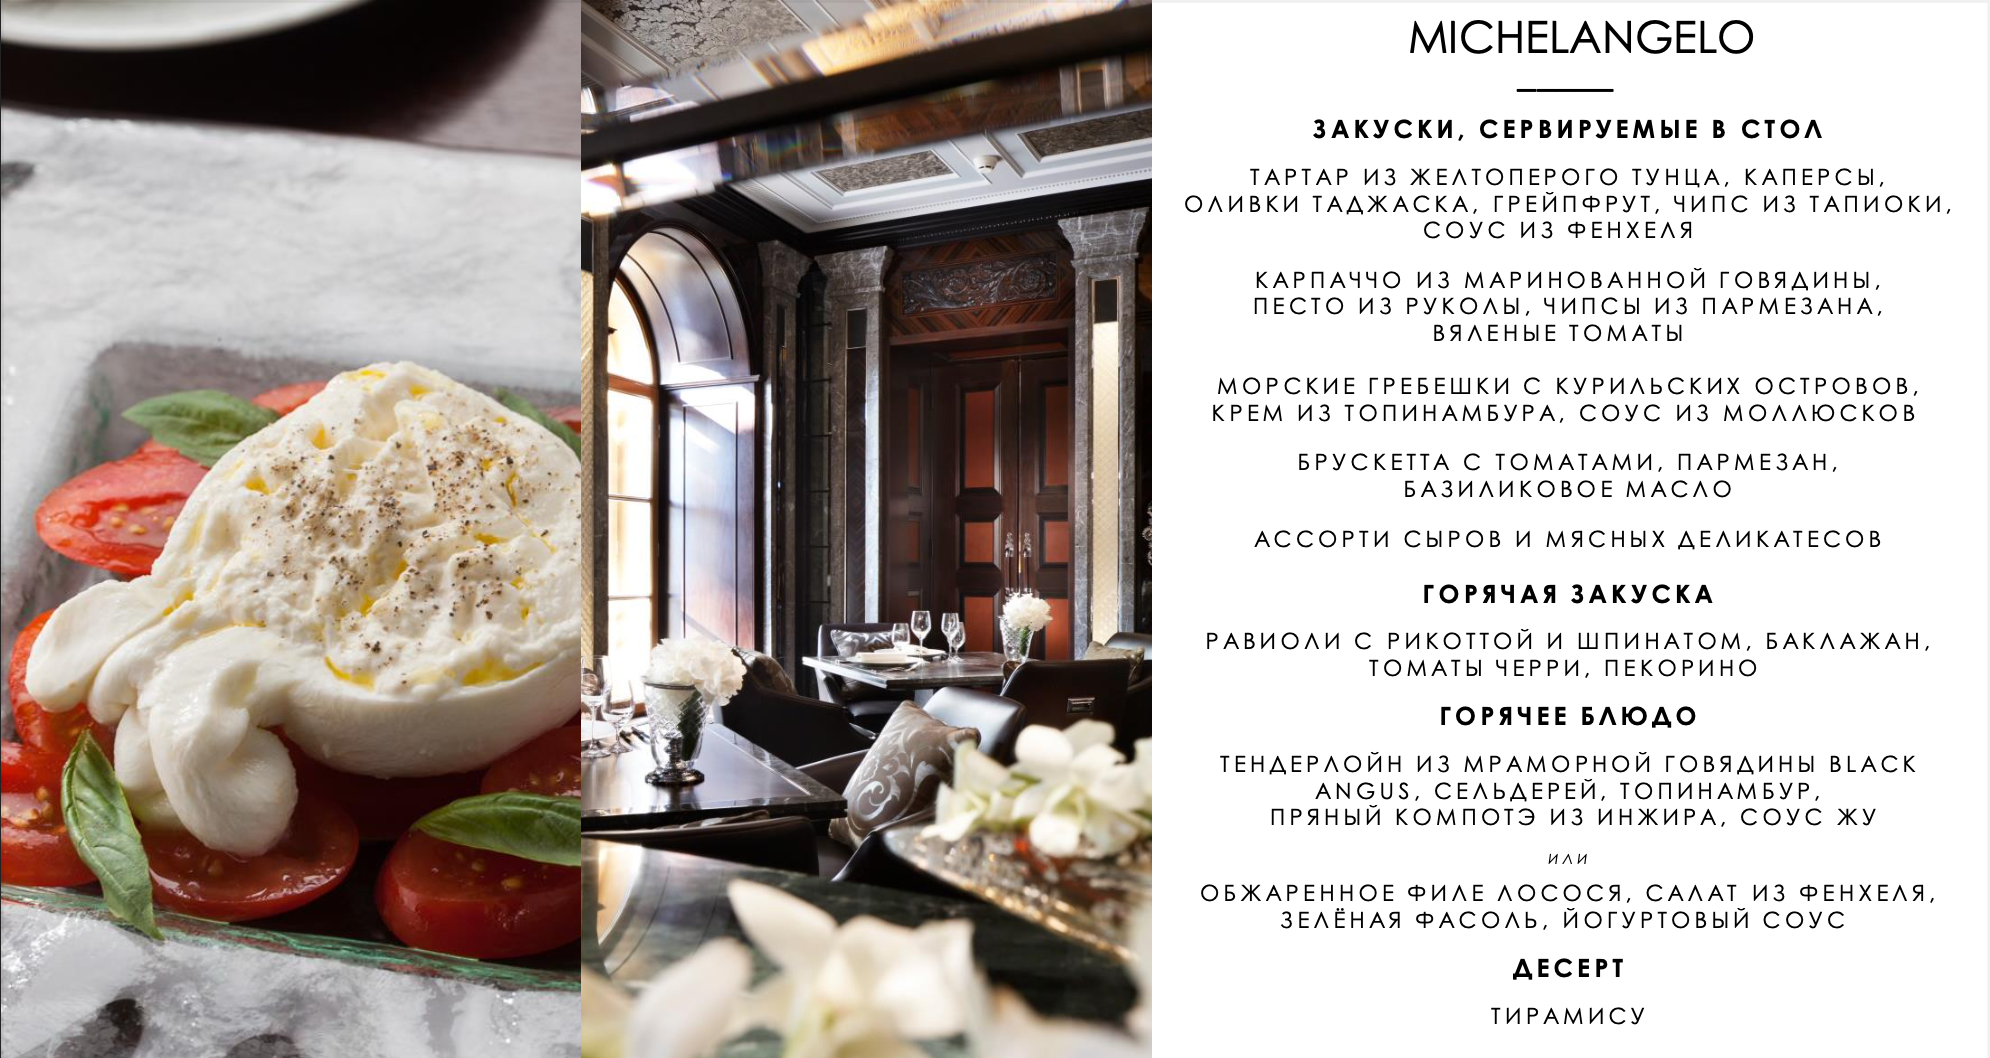 MICHELANGELO
ЗАКУСКИ, СЕРВИРУЕМЫЕ В СТОЛ
ТАРТАР ИЗ ЖЕЛТОПЕРОГО ТУНЦА, КАПЕРСЫ,
ОЛИВКИ ТАДЖАСКА, ГРЕЙПФРУТ, ЧИПС ИЗ ТАПИОКИ,
СОУС ИЗ ФЕНХЕЛЯ
КАРПАЧЧО ИЗ МАРИНОВАННОЙ ГОВЯДИНЫ,
ПЕСТО ИЗ РУКОЛЫ, ЧИПСЫ ИЗ ПАРМЕЗАНА,
ВЯЛЕНЫЕ ТОМАТЫ
МОРСКИЕ ГРЕБЕШКИ С КУРИЛЬСКИХ ОСТРОВОВ,
КРЕМ ИЗ ТОПИНАМБУРА, СОУС ИЗ МОЛЛЮСКОВ
БРУСКЕТТА С ТОМАТАМИ, ПАРМЕЗАН,
БАЗИЛИКОВОЕ МАСЛО
АССОРТИ СЫРОВ И МЯСНЫХ ДЕЛИКАТЕСОВ
ГОРЯЧАЯ ЗАКУСКА
РАВИОЛИ С РИКОТТОЙ И ШПИНАТОМ, БАКЛАЖАН,
ТОМАТЫ ЧЕРРИ, ПЕКОРИНО
ГОРЯЧЕЕ БЛЮДО
ТЕНДЕРЛОЙН ИЗ МРАМОРНОЙ ГОВЯДИНЫ BLACK
ANGUS, СЕЛЬДЕРЕЙ, ТОПИНАМБУР,
ПРЯНЫЙ КОМПОТЭ ИЗ ИНЖИРА, СОУС ЖУ
ИЛИ
ОБЖАРЕННОЕ ФИЛЕ ЛОСОСЯ, САЛАТ ИЗ ФЕНХЕЛЯ,
ЗЕЛЁНАЯ ФАСОЛЬ, ЙОГУРТОВЫЙ СОУС
ДЕСЕРТ
ТИРАМИСУ